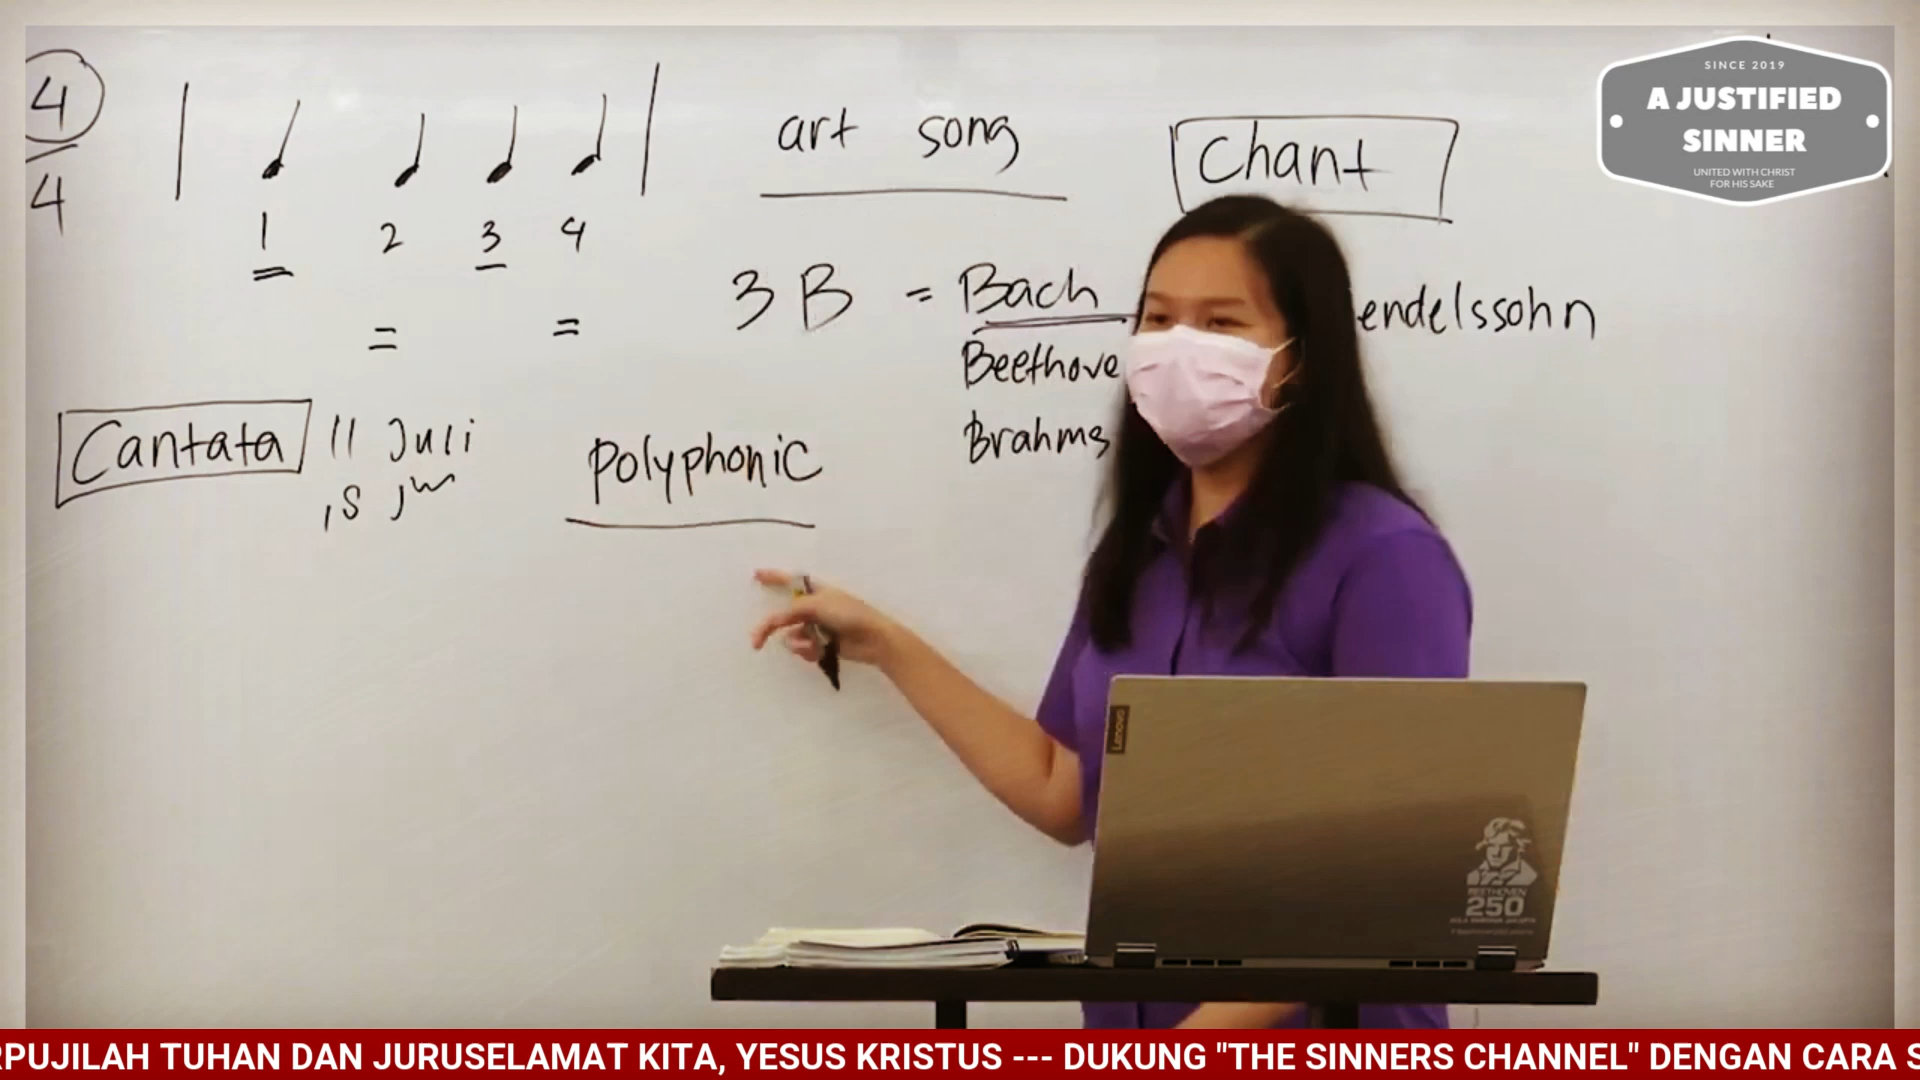 4
4
1 2 3 4
=
=
art song
Chant
SINCE 2019
A JUSTIFIED
SINNER
UNITED WITH CHRIST
FOR HIS SAKE
3 B = Bach
endelssohn
Beethove
Brahms
Cantata 11 Juli
Polyphonic
Lenovo
BEETHOVEN
250
RPUJILAH TUHAN DAN JURUSELAMAT KITA, YESUS KRISTUS --- DUKUNG "THE SINNERS CHANNEL" DENGAN CARA S